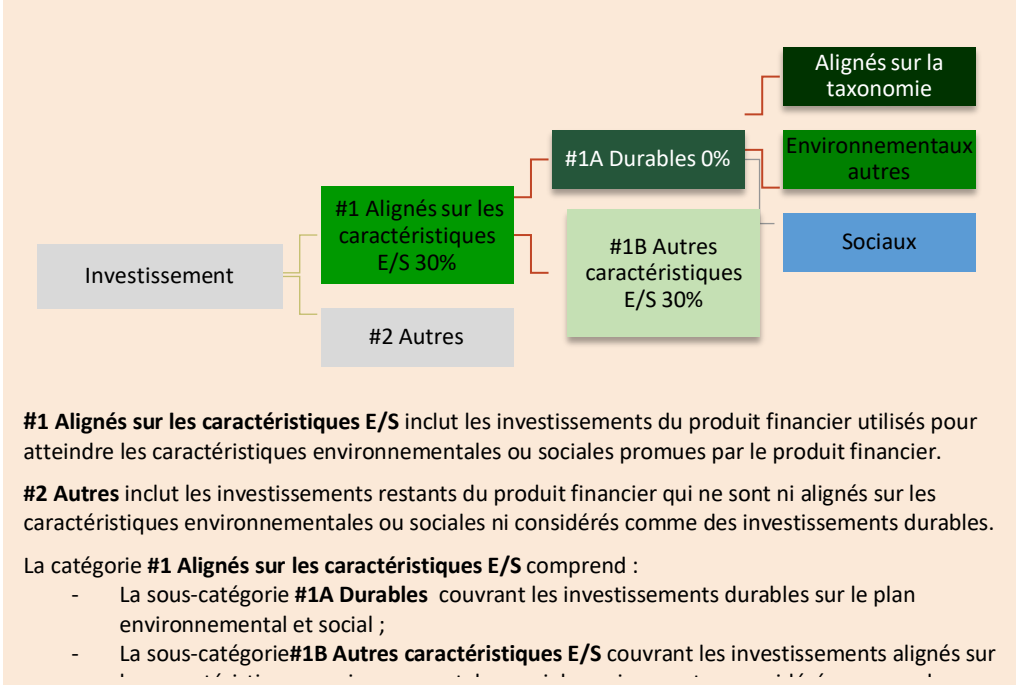 Alignés sur la
taxonomie
#1A Durables 0%
Environnementaux
autres
#1 Alignés sur les
caractéristiques
E/S 30%
#1B Autres
caractéristiques
E/S 30%
Sociaux
Investissement
#2 Autres
#1 Alignés sur les caractéristiques E/S inclut les investissements du produit financier utilisés pour
atteindre les caractéristiques environnementales ou sociales promues par le produit financier.
#2 Autres inclut les investissements restants du produit financier qui ne sont ni alignés sur les
caractéristiques environnementales ou sociales ni considérés comme des investissements durables.
La catégorie #1 Alignés sur les caractéristiques E/S comprend :
- La sous-catégorie #1A Durables couvrant les investissements durables sur le plan
environnemental et social ;
- La sous-catégorie#1B Autres caractéristiques E/S couvrant les investissements alignés sur